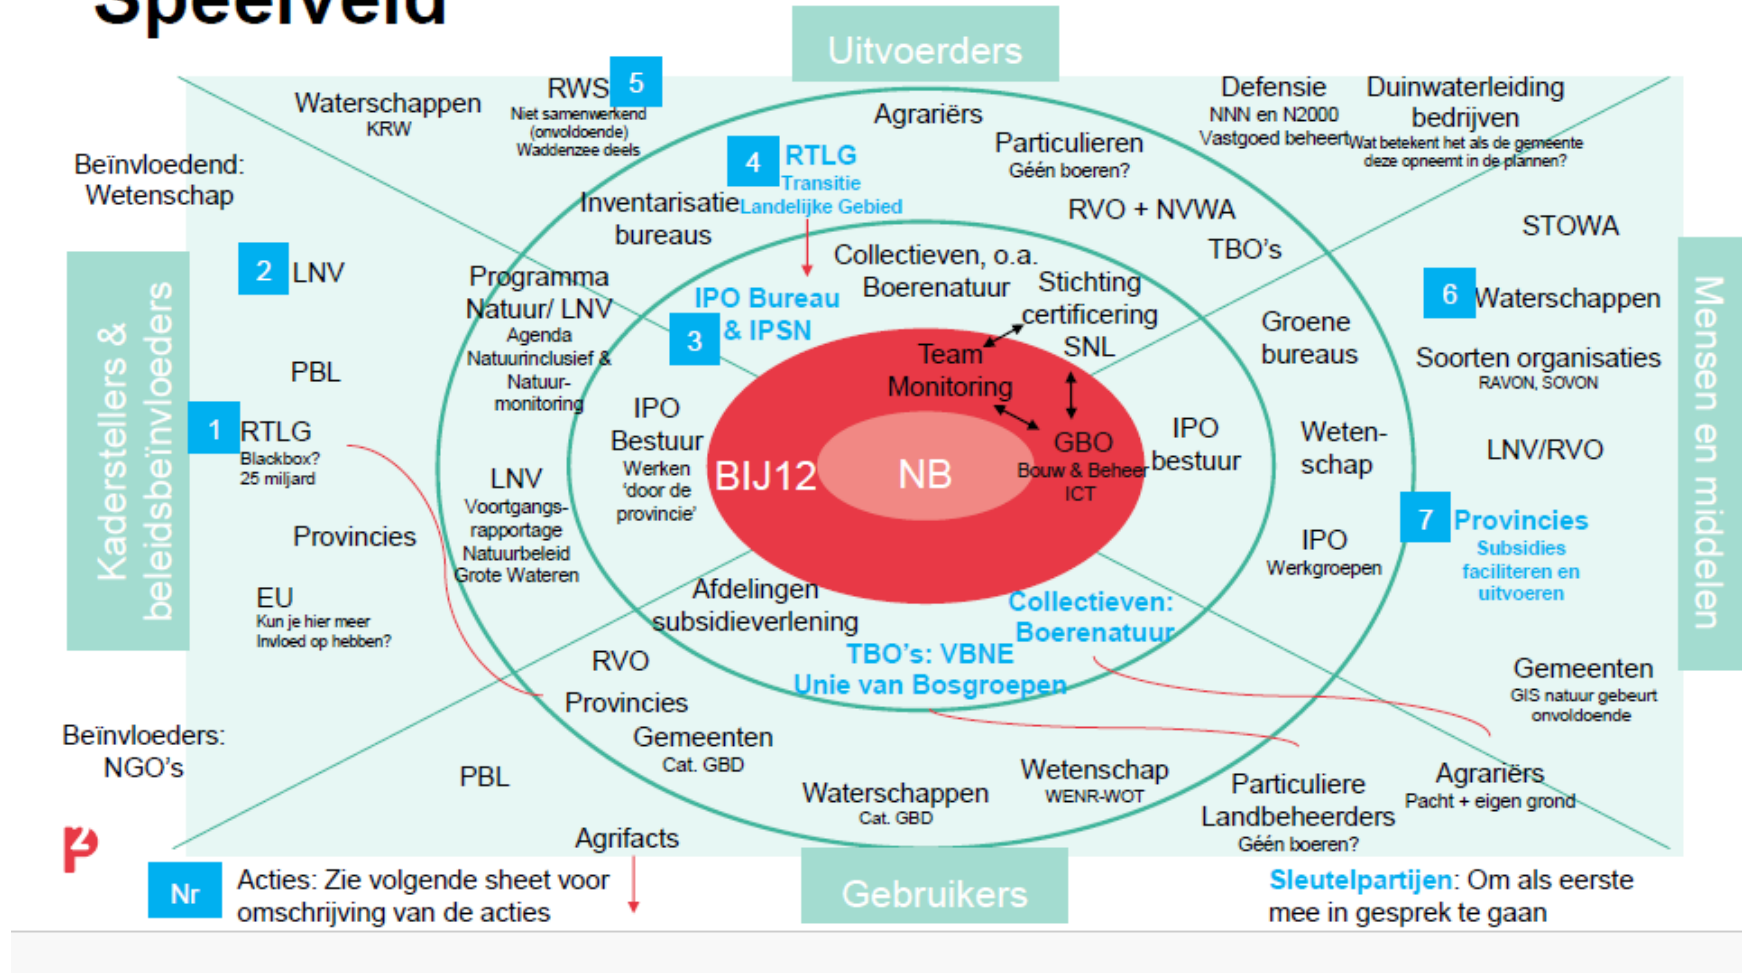 Speelveld
Uitvoerders
Waterschappen
KRW
RWS
5
Niet samenwerkend
(onvoldoende)
Waddenzee deels
Agrariërs
Particulieren
Géén boeren?
Defensie
NNN en N2000
Vastgoed beheert
Duinwaterleiding
bedrijven
Wat betekent het als de gemeente
deze opneemt in de plannen?
Beïnvloedend:
Wetenschap
4
RTLG
Transitie
Landelijke Gebied
Inventarisatie
bureaus
RVO + NVWA
TBO's
STOWA
2
LNV
Programma
Natuur/ LNV
Agenda
Natuurinclusief &
Natuur-
monitoring
Collectieven, o.a.
Boerenatuur
Stichting
certificering
SNL
IPO Bureau
& IPSN
3
6
Waterschappen
Groene
bureaus
Soorten organisaties
RAVON, SOVON
Kaderstellers &
beleidsbeïnvloeders
Mensen en middelen
PBL
1
RTLG
Blackbox?
25 miljard
IPO
Bestuur
Werken
'door de
provincie'
Team
Monitoring
BIJ12
NB
GBO
Bouw & Beheer
ICT
IPO
bestuur
Weten-
schap
LNV/RVO
LNV
Voortgangs-
rapportage
Natuurbeleid
Grote Wateren
Provincies
IPO
Werkgroepen
7
Provincies
Subsidies
faciliteren en
uitvoeren
EU
Kun je hier meer
Invloed op hebben?
Afdelingen
subsidieverlening
Collectieven:
Boerenatuur
TBO's: VBNE
Unie van Bosgroepen
RVO
Provincies
Gemeenten
Cat. GBD
Gemeenten
GIS natuur gebeurt
onvoldoende
Beïnvloeders:
NGO's
PBL
Waterschappen
Cat. GBD
Wetenschap
WENR-WOT
Particuliere
Landbeheerders
Géén boeren?
Agrariërs
Pacht + eigen grond
Agrifacts
Nr
Acties: Zie volgende sheet voor
omschrijving van de acties
Gebruikers
Sleutelpartijen: Om als eerste
mee in gesprek te gaan